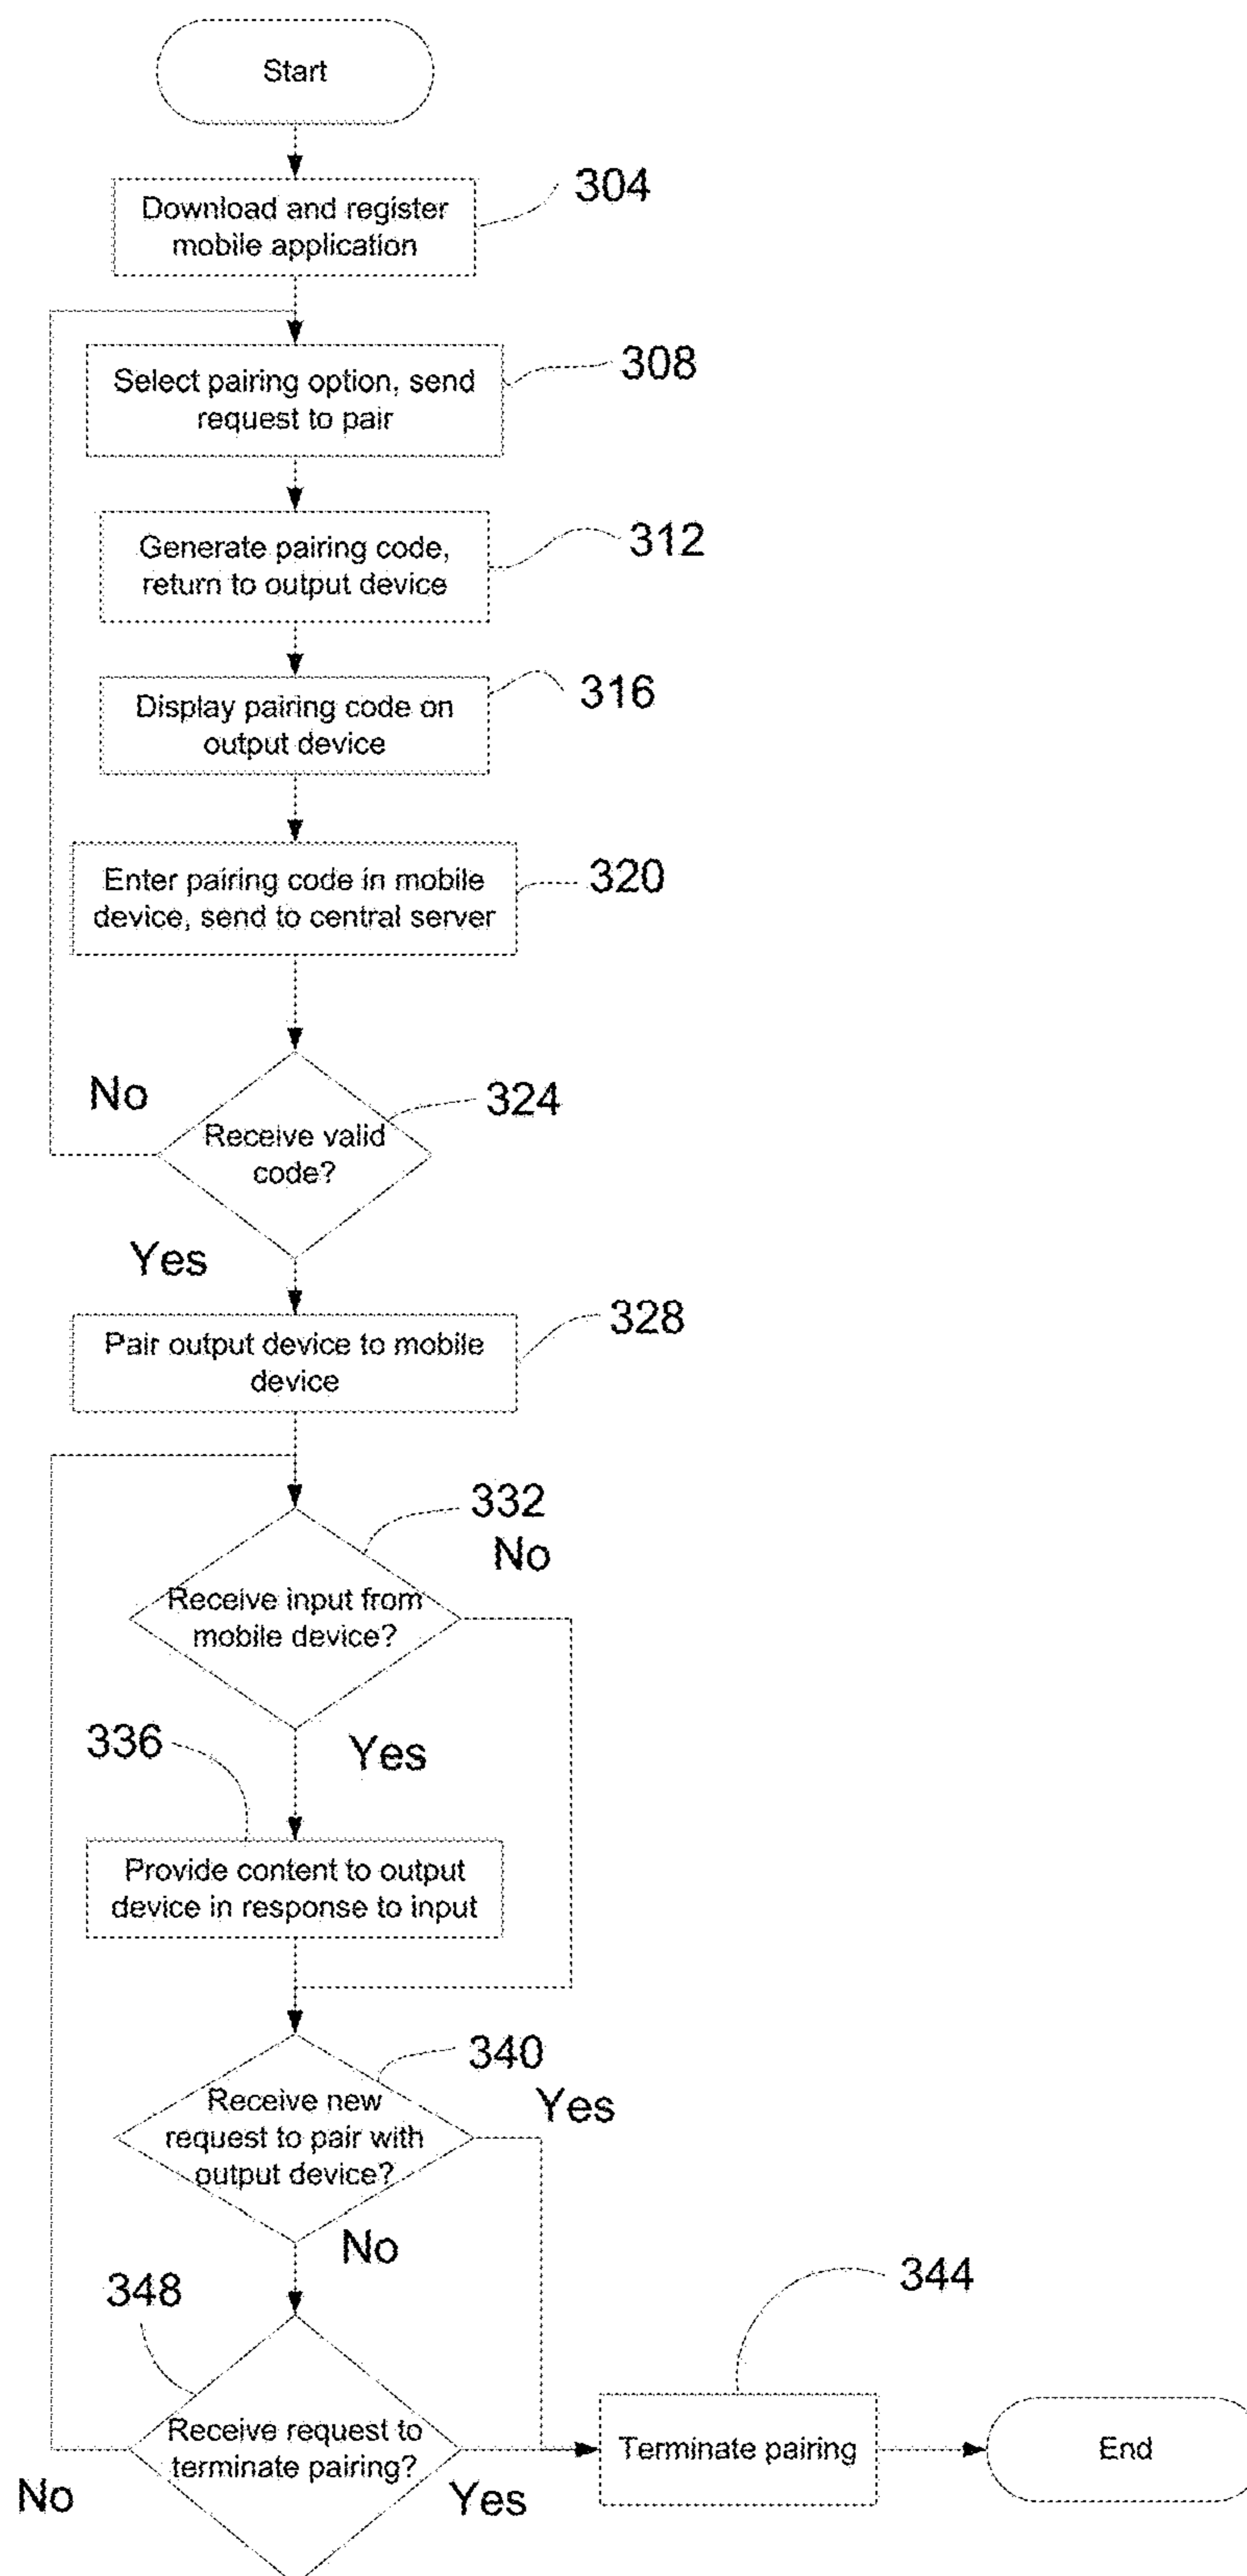 Start
Download and register
mobile application
304
Select pairing option, send
request to pair
308
Generate pairing code,
return to output device
312
Display pairing code on
output device
316
Enter pairing code in mobile
device, send to central server
320
No
Receive valid
code?
324
Yes
Pair output device to mobile
device
328
332
No
Receive input from
mobile device?
336
Yes
Provide content to output
device in response to input
340
Yes
Receive new
request to pair with
output device?
No
348
344
Receive request to
terminate pairing?
No
Yes
Terminate pairing
End